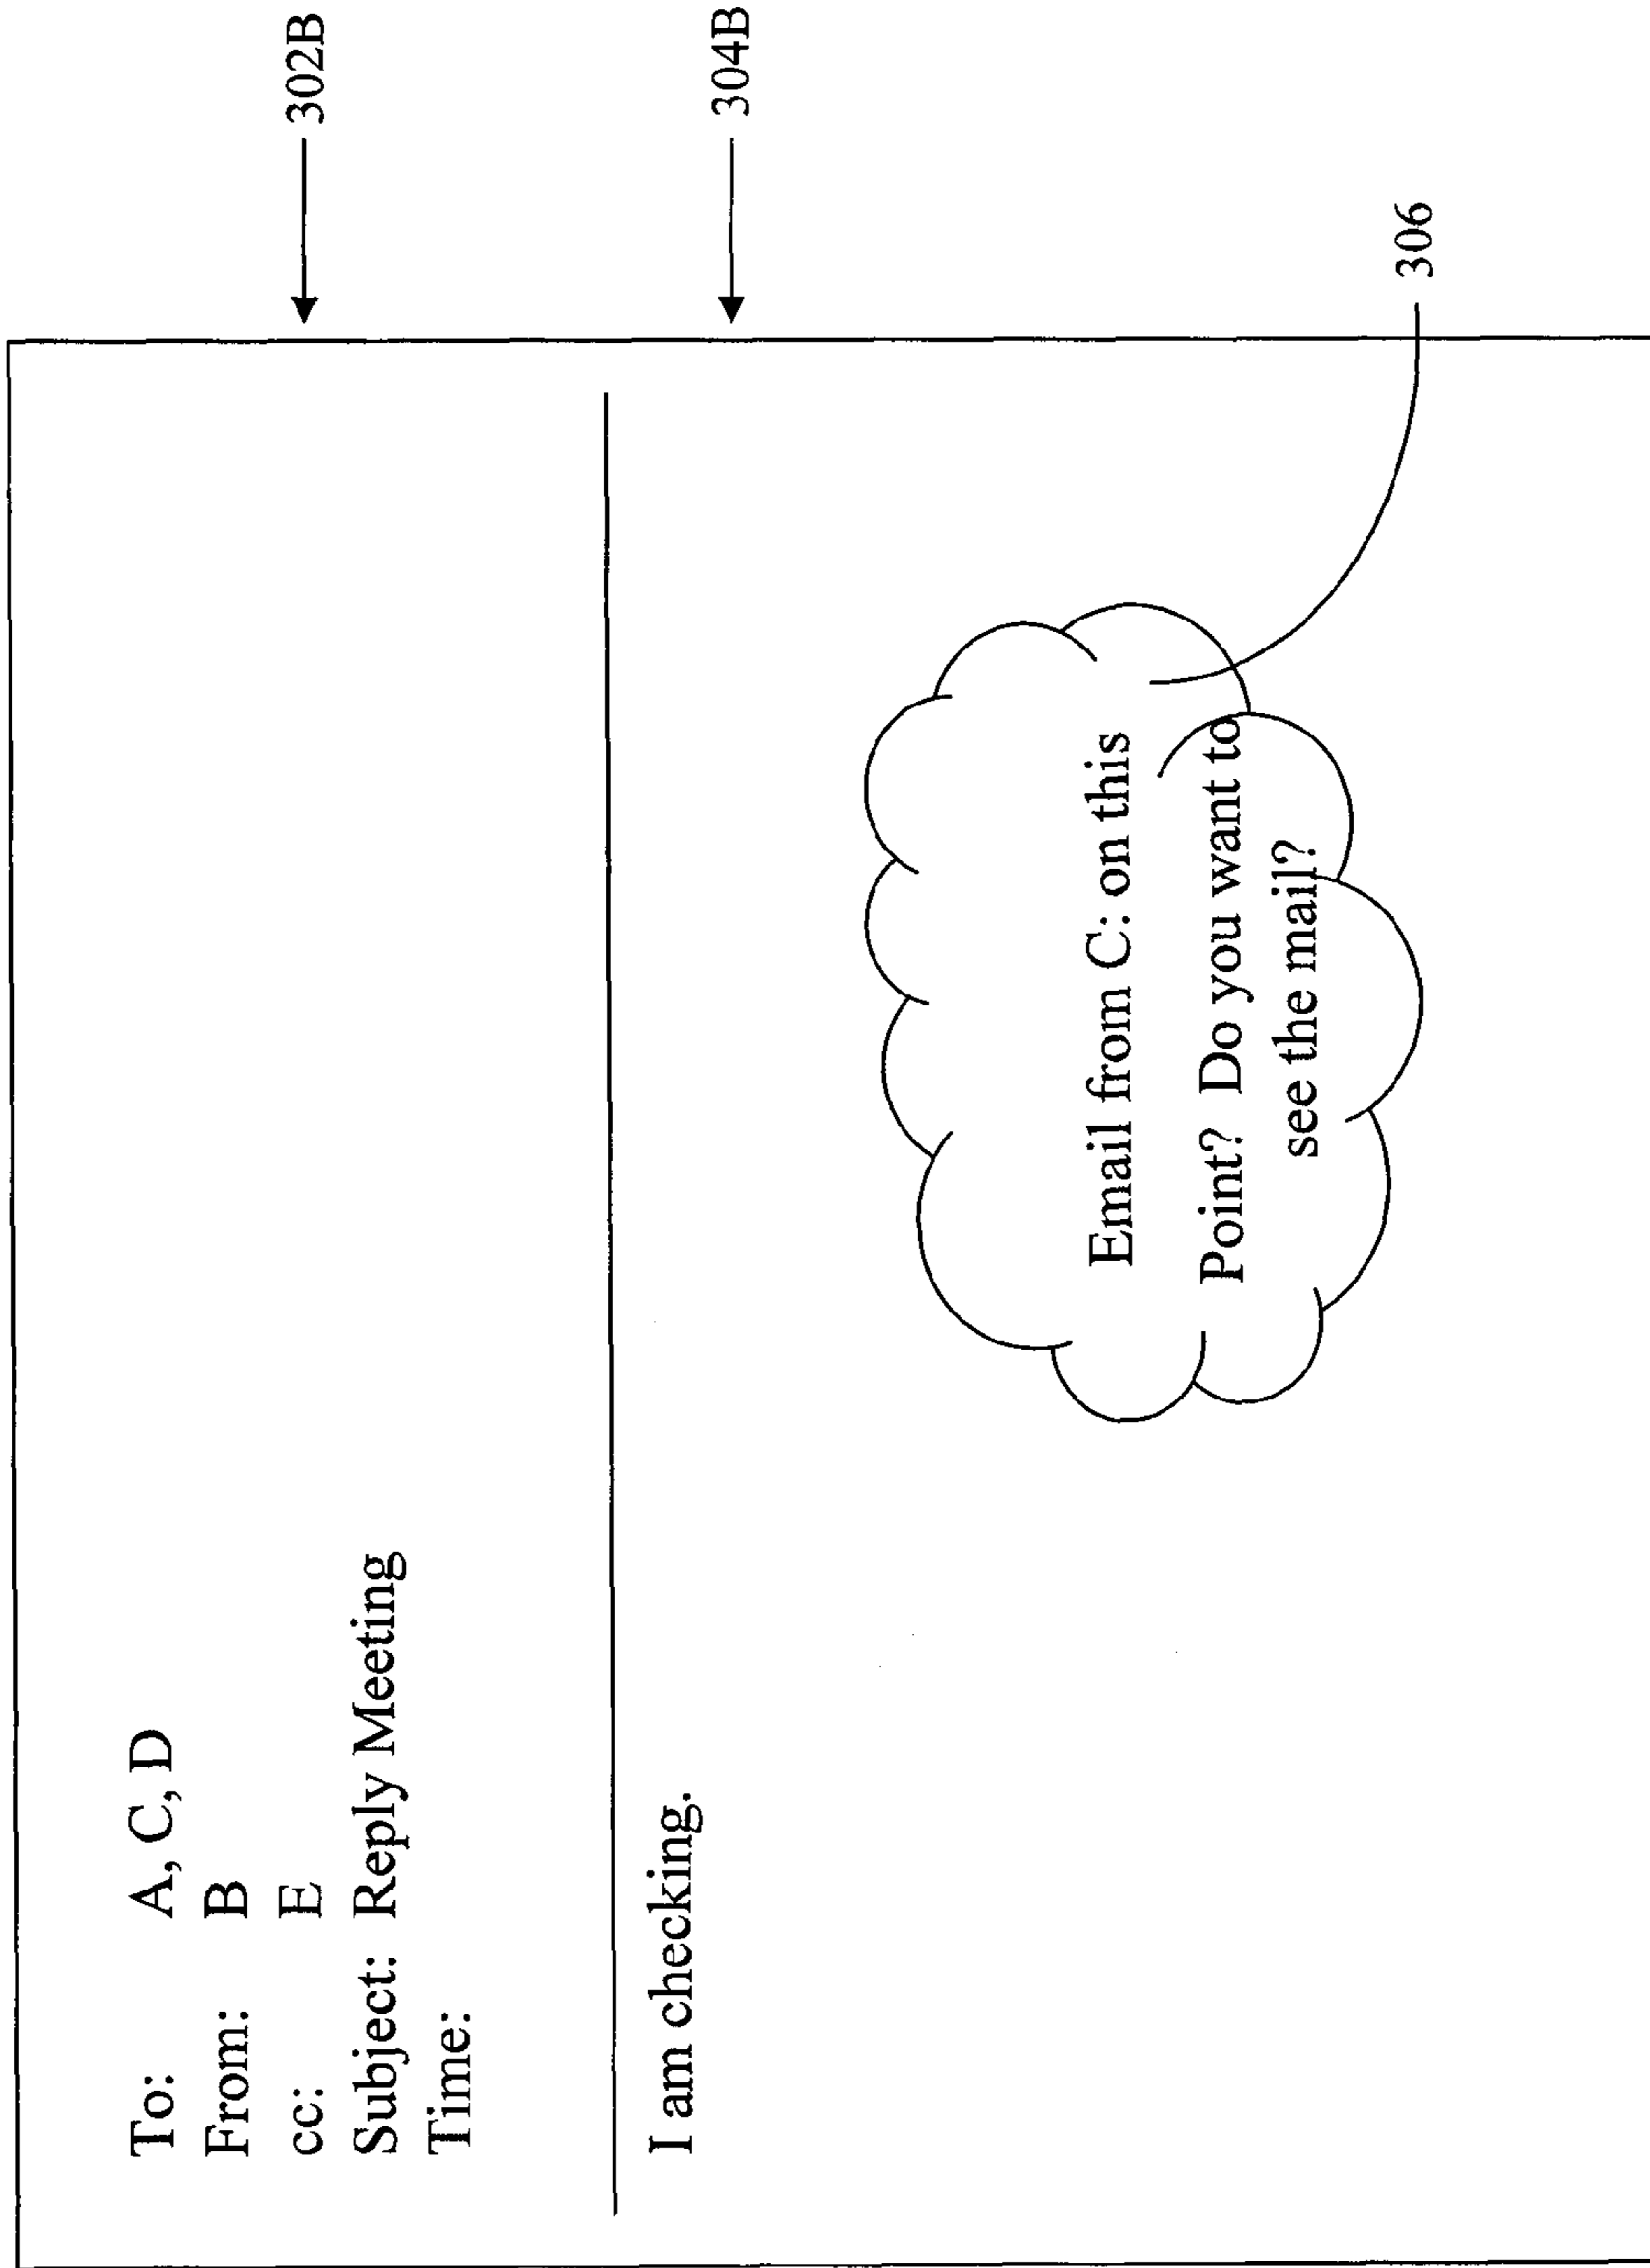 To: A, C, D
From: B
cc: E
Subject: Reply Meeting
Time:
302B
I am checking.
304B
Email from C: on this
Point? Do you want to
see the mail?
306